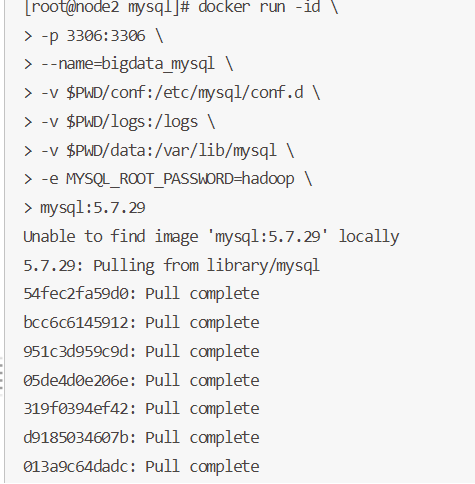 [root@node2 mysql]# docker run -id \
> -p 3306:3306 \
> --name=bigdata_mysql \
> -v $PWD/conf:/etc/mysql/conf.d \
> -v $PWD/logs:/logs \
> -v $PWD/data:/var/lib/mysql \
> -e MYSQL_ROOT_PASSWORD=hadoop \
> mysql:5.7.29
Unable to find image 'mysql:5.7.29' locally
5.7.29: Pulling from library/mysql
54fec2fa59d0: Pull complete
bcc6c6145912: Pull complete
951c3d959c9d: Pull complete
05de4d0e206e: Pull complete
319f0394ef42: Pull complete
d9185034607b: Pull complete
013a9c64dadc: Pull complete